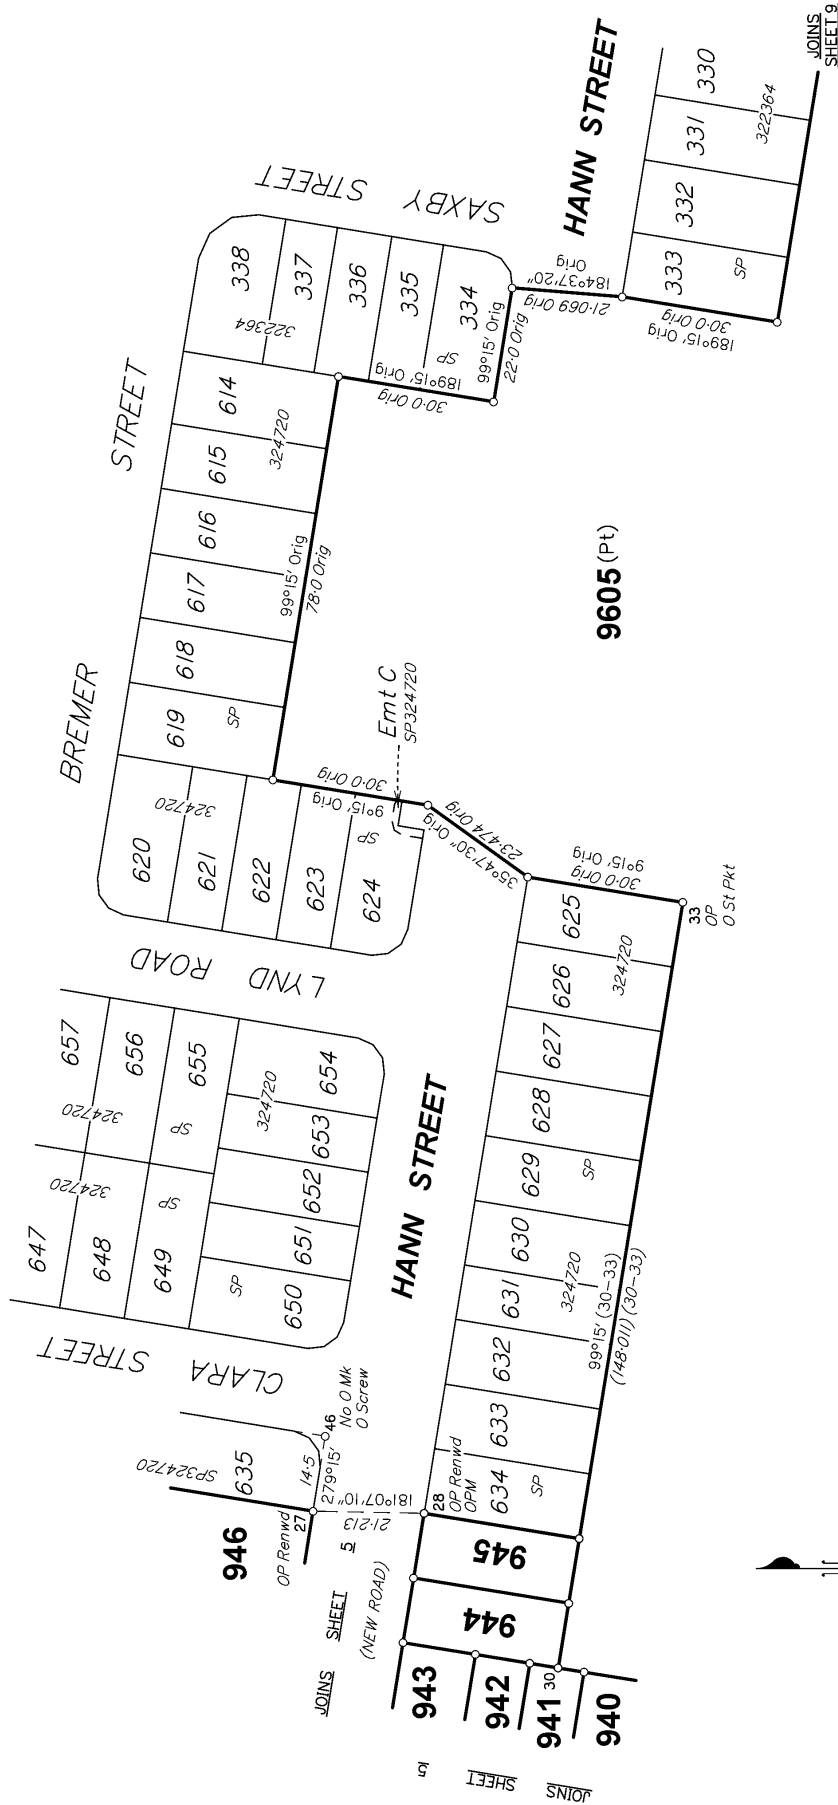 JOINS
SHEET 9
HANN STREET
330
331
332
333
SP
322364
SAXBY STREET
338
337
336
335
334
SP
322364
184°37'20"
Orig
21·069 Orig
189°15' Orig
30·0 Orig
99°15' Orig
22·0 Orig
189°15' Orig
30·0 Orig
BREMER STREET
614
615
616
617
618
619
SP
324720
99°15' Orig
78·0 Orig
9605 (Pt)
Emt C
SP324720
620
621
622
623
624
SP
324720
9°15' Orig
30·0 Orig
35°47'30" Orig
23·474 Orig
9°15' Orig
30·0 Orig
33
OP
O St Pkt
LYND ROAD
625
626
627
628
629
630
631
632
633
634
SP
324720
SP
324720
99°15' (30-33)
(148·011) (30-33)
657
656
655
SP
324720
654
653
652
651
650
SP
324720
647
648
649
SP
324720
HANN STREET
CLARA STREET
46
No O Mk
O Screw
635
SP324720
14·5
279°15'
181°07'10"
21·213
28
OP Renwd
OPM
27
OP Renwd
946
945
944
943
942
941
940
30
(NEW ROAD)
JOINS SHEET 5
JOINS SHEET 5